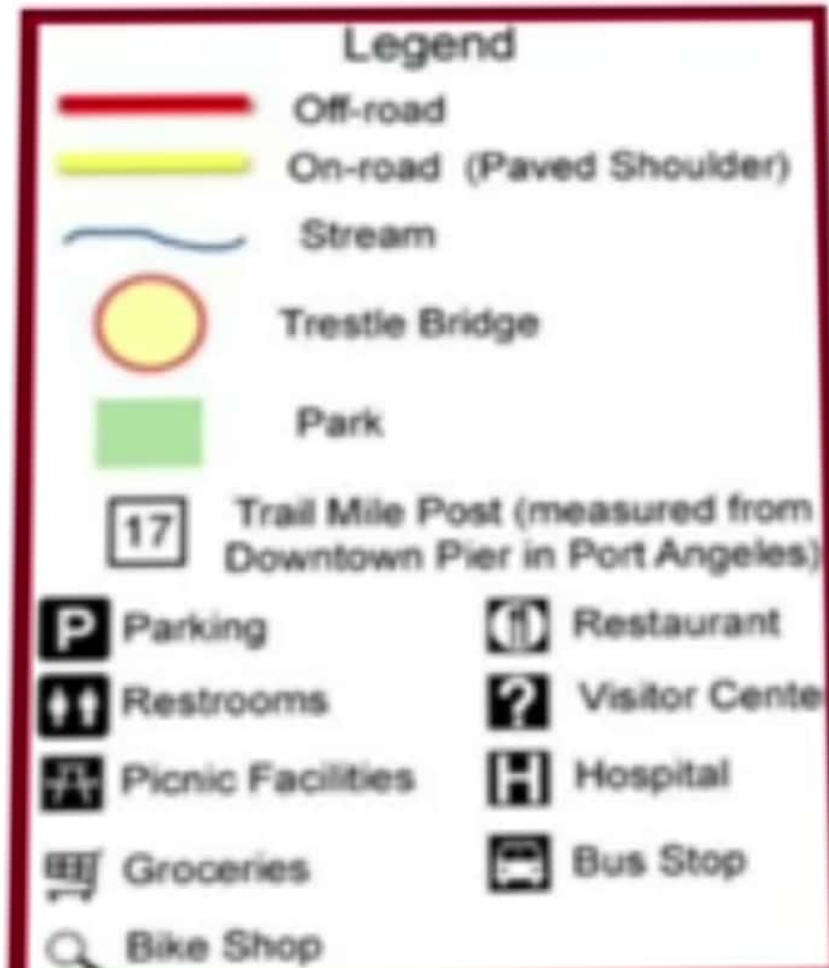 Legend
Off-road
On-road (Paved Shoulder)
Stream
Trestle Bridge
Park
17
Trail Mile Post (measured from
Downtown Pier in Port Angeles)
P Parking
Restaurant
Restrooms
? Visitor Cente
Picnic Facilities
H Hospital
Groceries
Bus Stop
Bike Shop